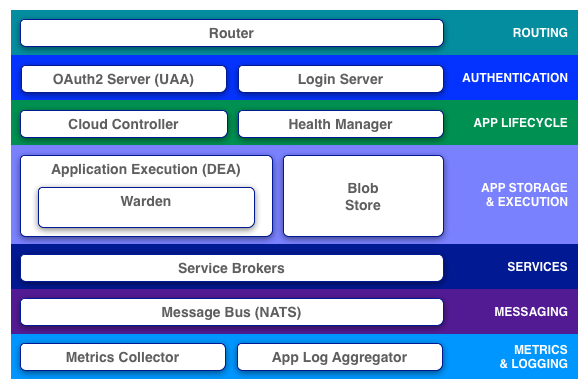 Router
ROUTING
OAuth2 Server (UAA)
Login Server
AUTHENTICATION
Cloud Controller
Health Manager
APP LIFECYCLE
Application Execution (DEA)
Warden
Blob
Store
APP STORAGE
& EXECUTION
Service Brokers
SERVICES
Message Bus (NATS)
MESSAGING
Metrics Collector
App Log Aggregator
METRICS
& LOGGING